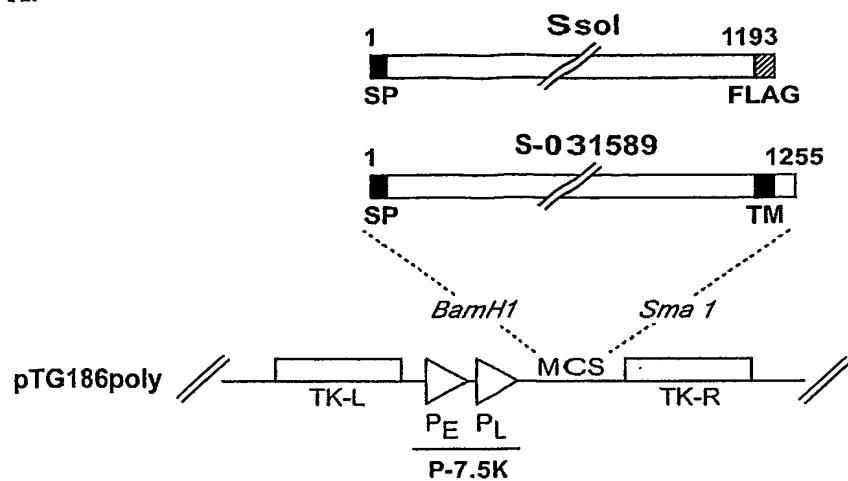 Ssol
1 1193
SP FLAG
S-031589
1 1255
SP TM
BamH1 Sma 1
pTG186poly MCS
TK-L TK-R
PE PL
P-7.5K